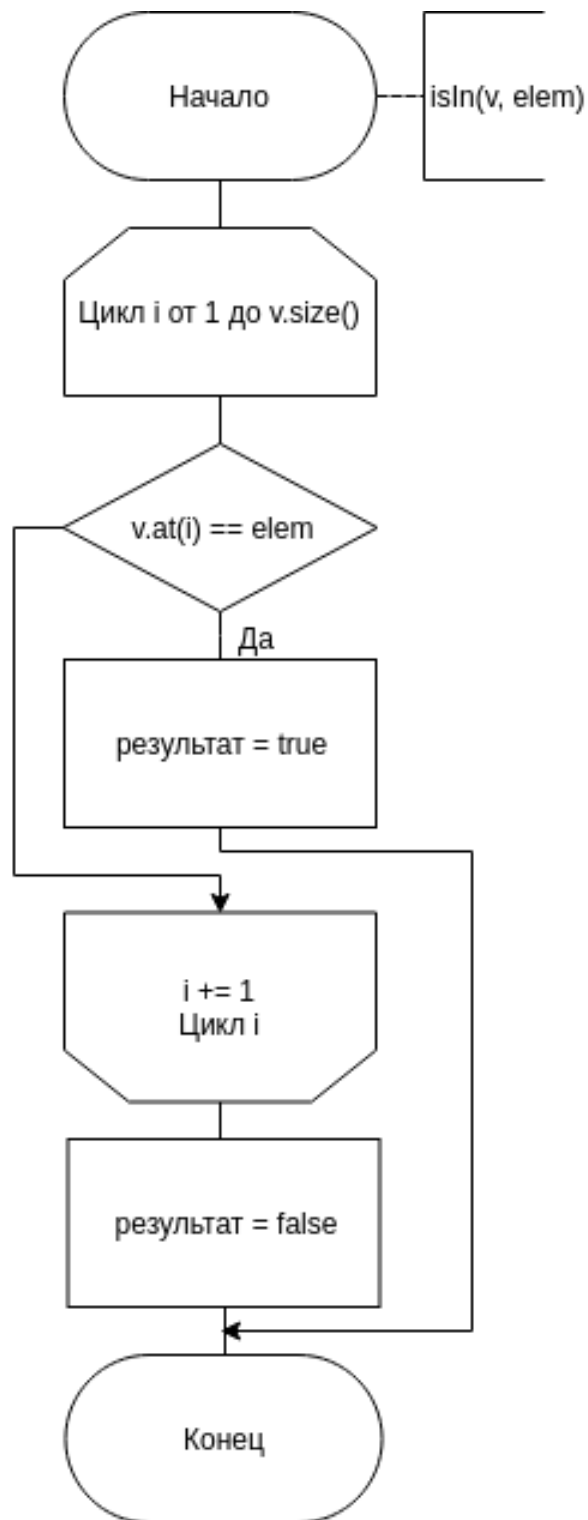 Начало
isIn(v, elem)
Цикл i от 1 до v.size()
v.at(i) == elem
Да
результат = true
i += 1
Цикл i
результат = false
Конец